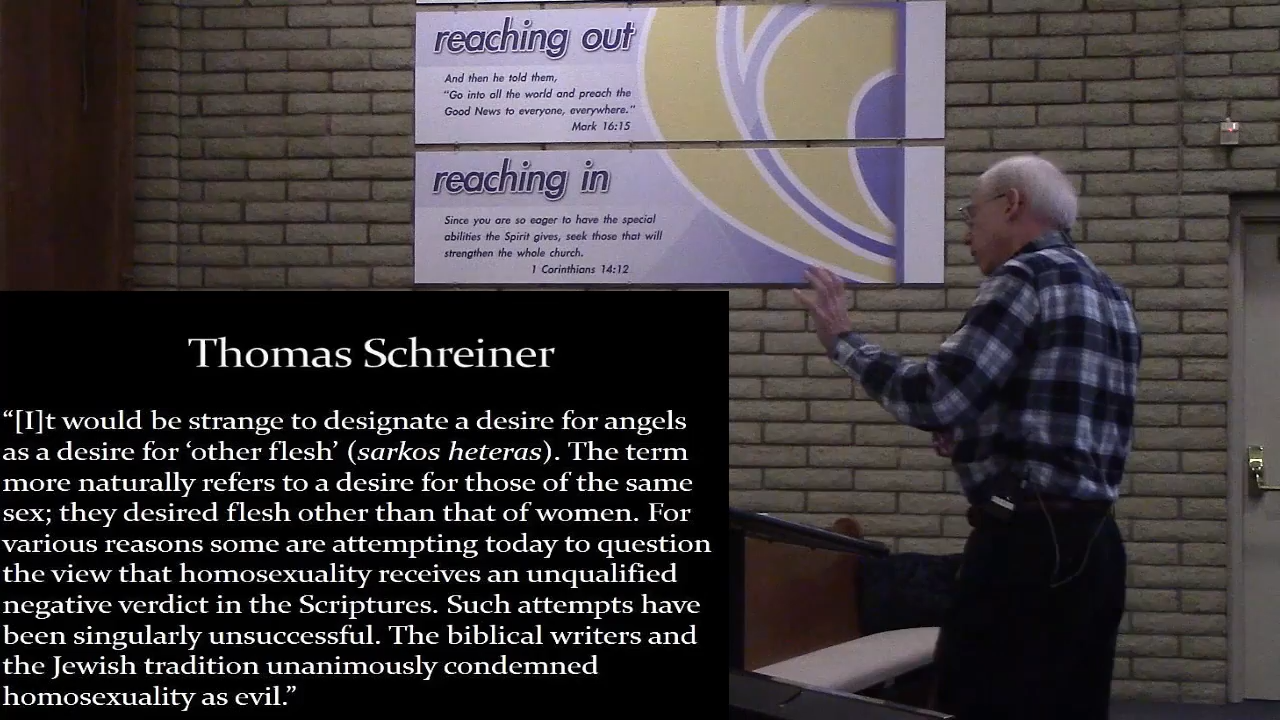 reaching out
And then he told them,
"Go into all the world and preach the
Good News to everyone, everywhere."
Mark 16:15
reaching in
Since you are so eager to have the special
abilities the Spirit gives, seek those that will
strengthen the whole church.
1 Corinthians 14:12
Thomas Schreiner
“[I]t would be strange to designate a desire for angels
as a desire for ‘other flesh’ (sarkos heteras). The term
more naturally refers to a desire for those of the same
sex; they desired flesh other than that of women. For
various reasons some are attempting today to question
the view that homosexuality receives an unqualified
negative verdict in the Scriptures. Such attempts have
been singularly unsuccessful. The biblical writers and
the Jewish tradition unanimously condemned
homosexuality as evil.”